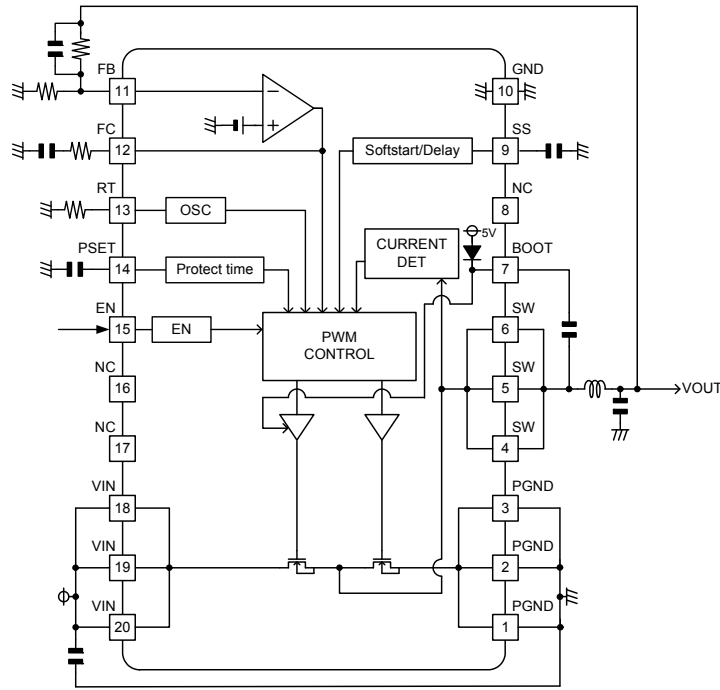 FB
11
FC
12
RT
13
PSET
14
EN
15
NC
16
NC
17
VIN
18
VIN
19
VIN
20
OSC
Protect time
EN
Softstart/Delay
CURRENT
DET
5V
PWM
CONTROL
GND
10
SS
9
NC
8
BOOT
7
SW
6
SW
5
SW
4
PGND
3
PGND
2
PGND
1
VOUT